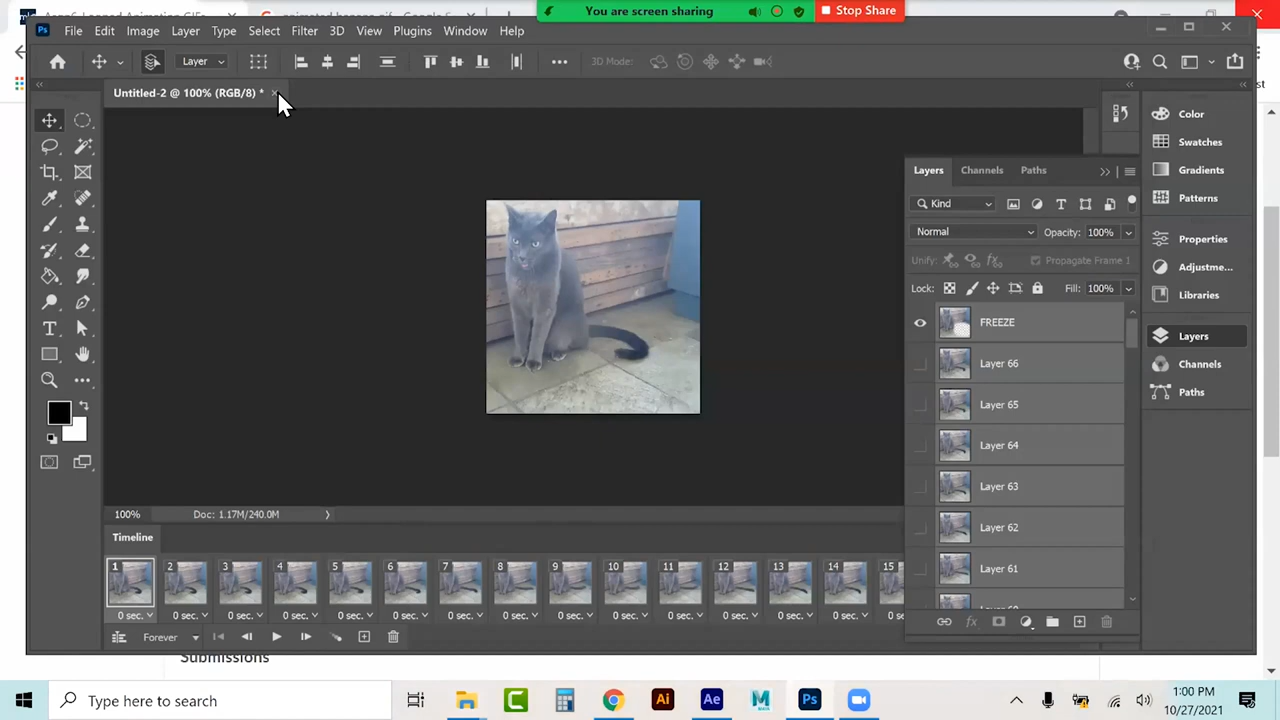 You are screen sharing
Stop Share
Ps File Edit Image Layer Type Select Filter 3D View Plugins Window Help
Layer 3D Mode:
Untitled-2 @ 100% (RGB/8) *
Color
Swatches
Gradients
Patterns
Properties
Adjustme...
Libraries
Layers
Channels
Paths
Layers Channels Paths
Kind
Normal Opacity: 100%
Unify: Propagate Frame 1
Lock: Fill: 100%
FREEZE
Layer 66
Layer 65
Layer 64
Layer 63
Layer 62
Layer 61
100% Doc: 1.17M/240.0M
Timeline
1 2 3 4 5 6 7 8 9 10 11 12 13 14 15
0 sec. 0 sec. 0 sec. 0 sec. 0 sec. 0 sec. 0 sec. 0 sec. 0 sec. 0 sec. 0 sec. 0 sec. 0 sec. 0 sec. 0 sec.
Forever
Submissions
Type here to search
Ai Ae M Ps
1:00 PM
10/27/2021